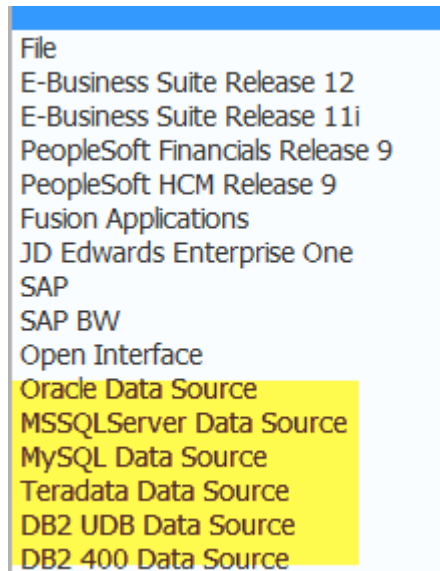 File
E-Business Suite Release 12
E-Business Suite Release 11i
PeopleSoft Financials Release 9
PeopleSoft HCM Release 9
Fusion Applications
JD Edwards Enterprise One
SAP
SAP BW
Open Interface
Oracle Data Source
MSSQLServer Data Source
MySQL Data Source
Teradata Data Source
DB2 UDB Data Source
DB2 400 Data Source